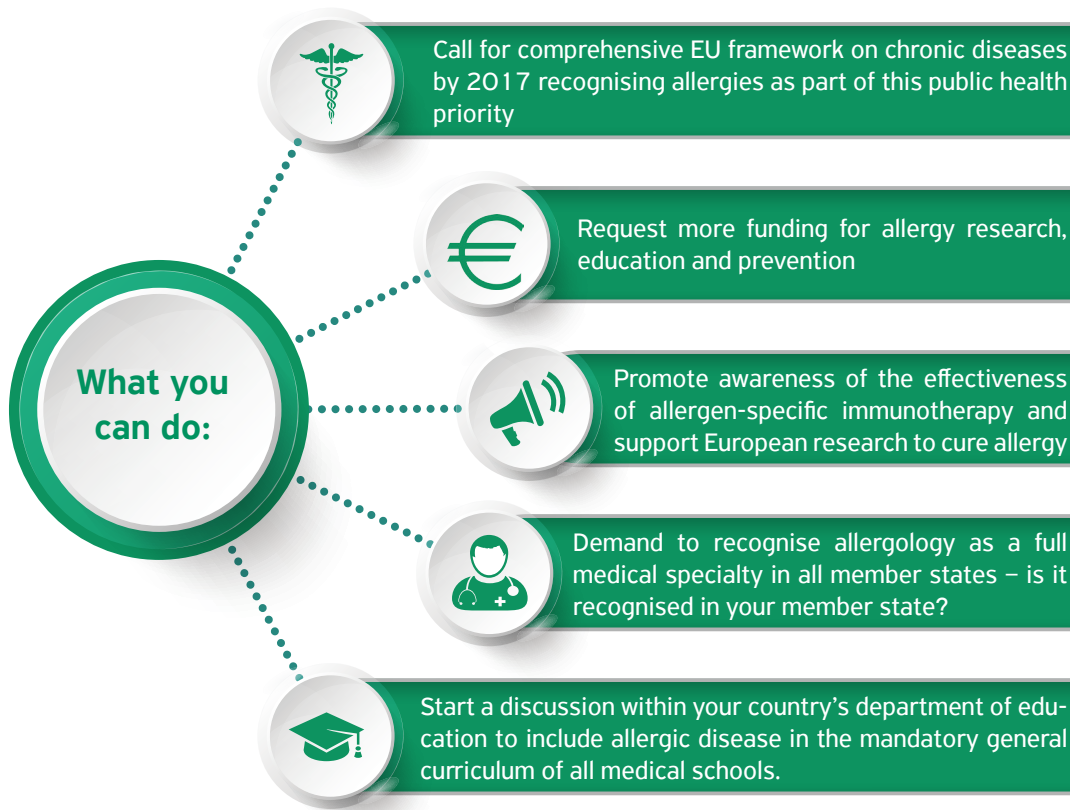 Call for comprehensive EU framework on chronic diseases
by 2017 recognising allergies as part of this public health
priority
Request more funding for allergy research,
education and prevention
What you
can do:
Promote awareness of the effectiveness
of allergen-specific immunotherapy and
support European research to cure allergy
Demand to recognise allergology as a full
medical specialty in all member states – is it
recognised in your member state?
Start a discussion within your country's department of edu-
cation to include allergic disease in the mandatory general
curriculum of all medical schools.